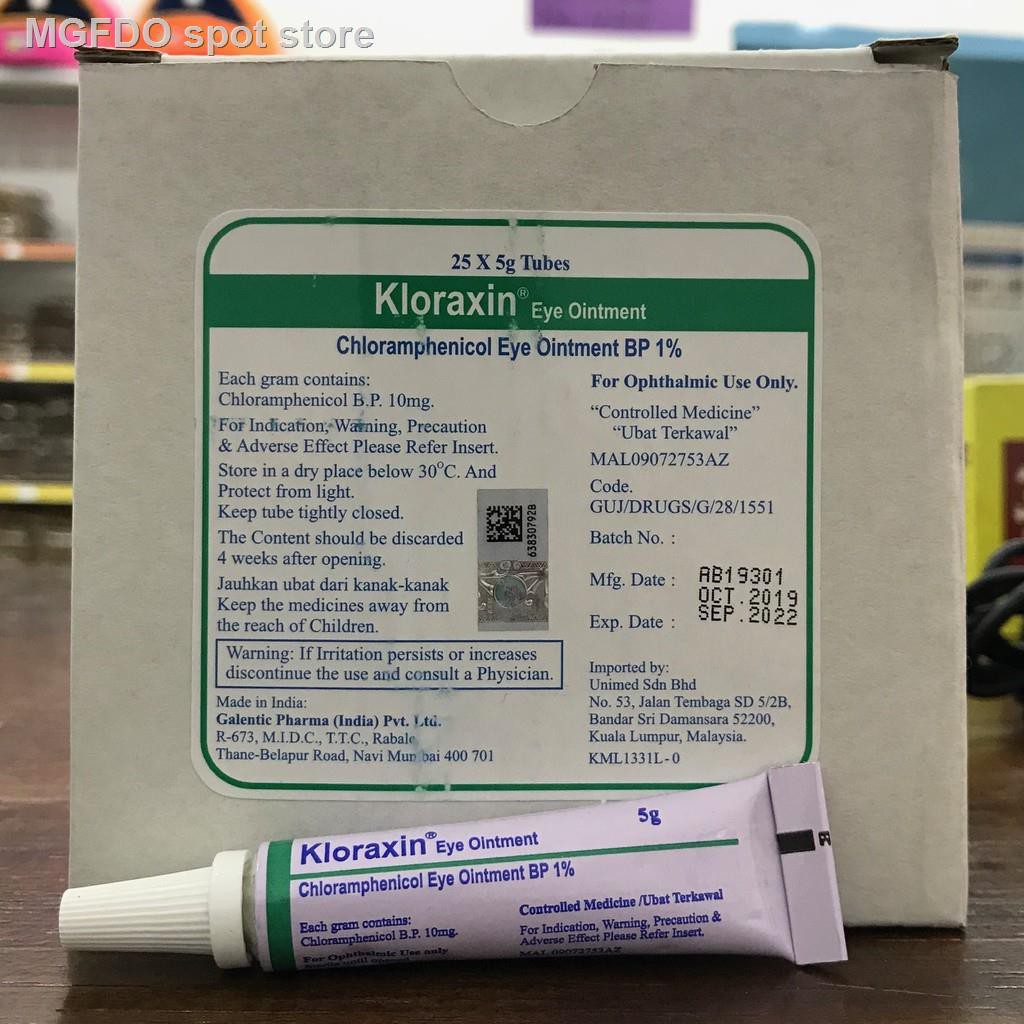 MGFDO spot store
25 X 5g Tubes
Kloraxin® Eye Ointment
Chloramphenicol Eye Ointment BP 1%
Each gram contains:
Chloramphenicol B.P. 10mg.
For Indication, Warning, Precaution
& Adverse Effect Please Refer Insert.
Store in a dry place below 30°C. And
Protect from light.
Keep tube tightly closed.
The Content should be discarded
4 weeks after opening.
Jauhkan ubat dari kanak-kanak
Keep the medicines away from
the reach of Children.
Warning: If Irritation persists or increases
discontinue the use and consult a Physician.
Made in India:
Galentic Pharma (India) Pvt. Ltd.
R-673, M.I.D.C., T.T.C., Rabale
Thane-Belapur Road, Navi Mumbai 400 701
638307928
For Ophthalmic Use Only.
“Controlled Medicine”
“Ubat Terkawal”
MAL09072753AZ
Code.
GUJ/DRUGS/G/28/1551
Batch No. :
AB19301
Mfg. Date :
OCT.2019
Exp. Date :
SEP.2022
Imported by:
Unimed Sdn Bhd
No. 53, Jalan Tembaga SD 5/2B,
Bandar Sri Damansara 52200,
Kuala Lumpur, Malaysia.
KML1331L-0
5g
Kloraxin® Eye Ointment
Chloramphenicol Eye Ointment BP 1%
Each gram contains:
Chloramphenicol B.P. 10mg.
For Ophthalmic Use only
Sterile until opened
Controlled Medicine /Ubat Terkawal
For Indication, Warning, Precaution &
Adverse Effect Please Refer Insert.
MAL 09072753AZ